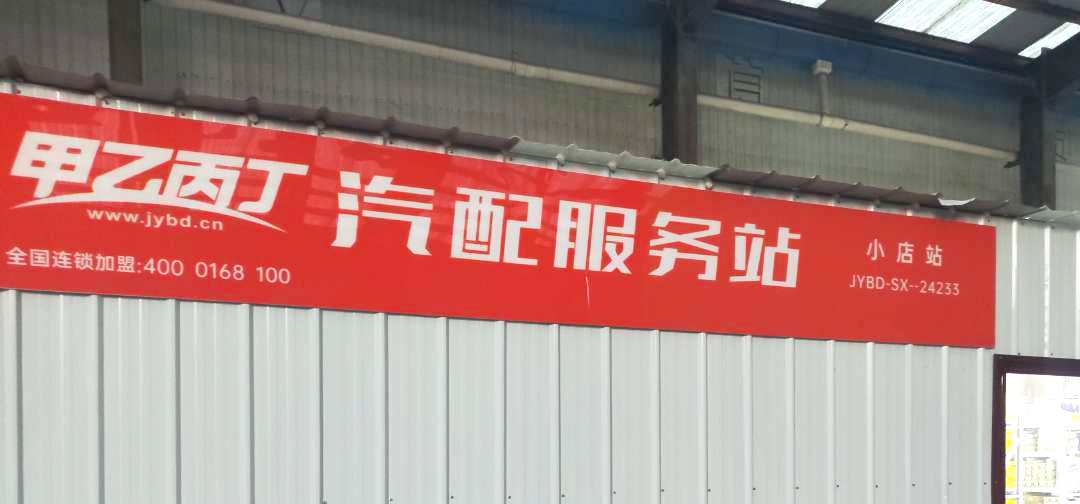 甲乙丙丁
www.jybd.cn
全国连锁加盟:400 0168 100
汽配服务站
小店站
JYBD-SX--24233